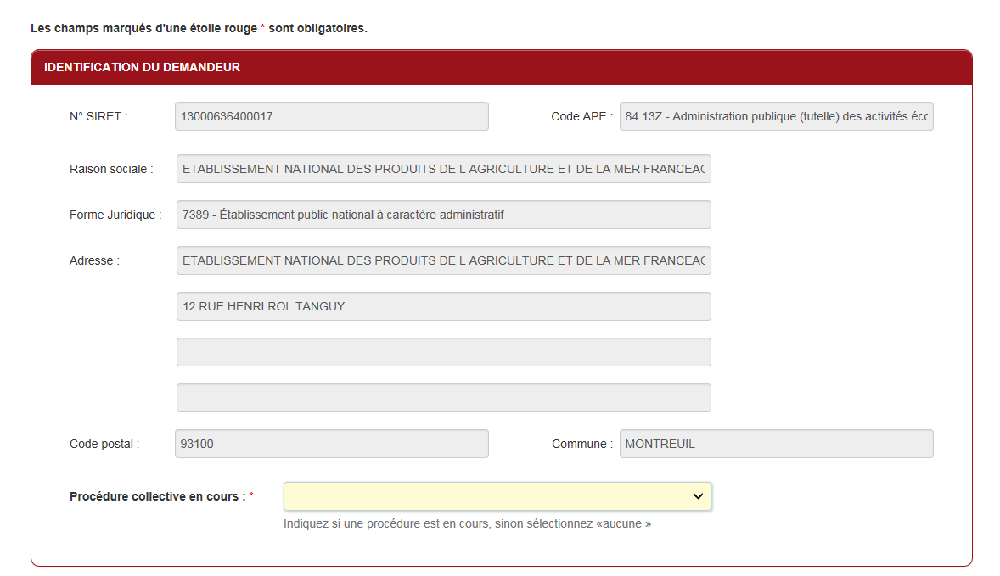 Les champs marqués d'une étoile rouge * sont obligatoires.
IDENTIFICATION DU DEMANDEUR
N° SIRET : 13000636400017 Code APE : 84.13Z - Administration publique (tutelle) des activités éco
Raison sociale : ETABLISSEMENT NATIONAL DES PRODUITS DE L AGRICULTURE ET DE LA MER FRANCEAG
Forme Juridique : 7389 - Établissement public national à caractère administratif
Adresse : ETABLISSEMENT NATIONAL DES PRODUITS DE L AGRICULTURE ET DE LA MER FRANCEAG
12 RUE HENRI ROL TANGUY
Code postal : 93100 Commune : MONTREUIL
Procédure collective en cours : *
Indiquez si une procédure est en cours, sinon sélectionnez «aucune »